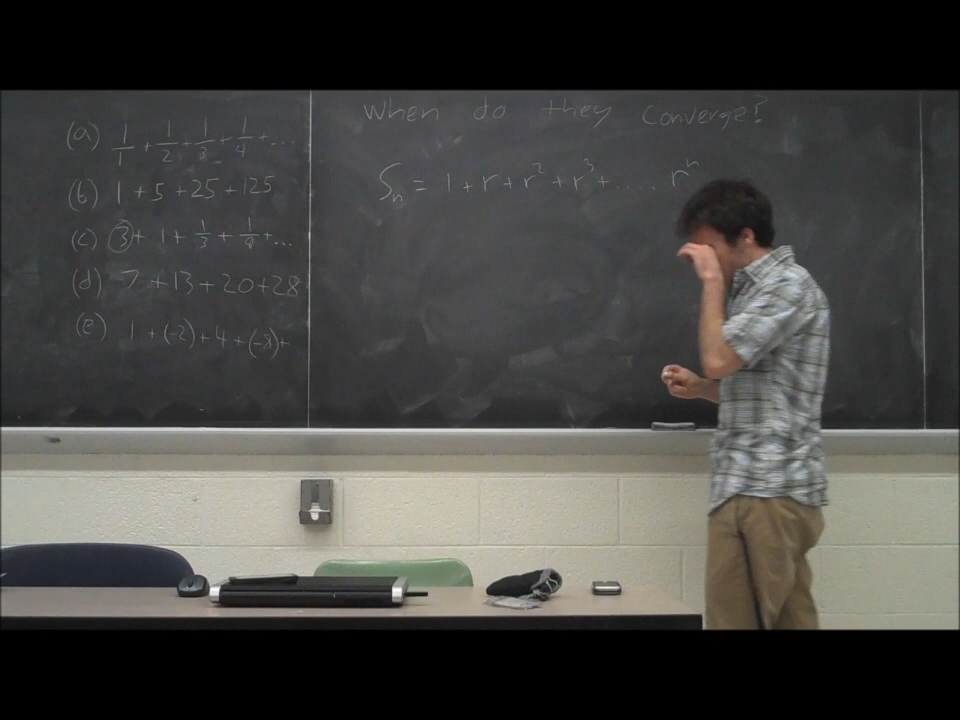 (a) 1/1 + 1/2 + 1/3 + 1/4 + ...
(b) 1 + 5 + 25 + 125
(c) 3 + 1 + 1/3 + 1/9 + ...
(d) 7 + 13 + 20 + 28
(e) 1 + (-2) + 4 + (-8) +
When do they converge?
Sₙ = 1 + r + r² + r³ + ..... rⁿ